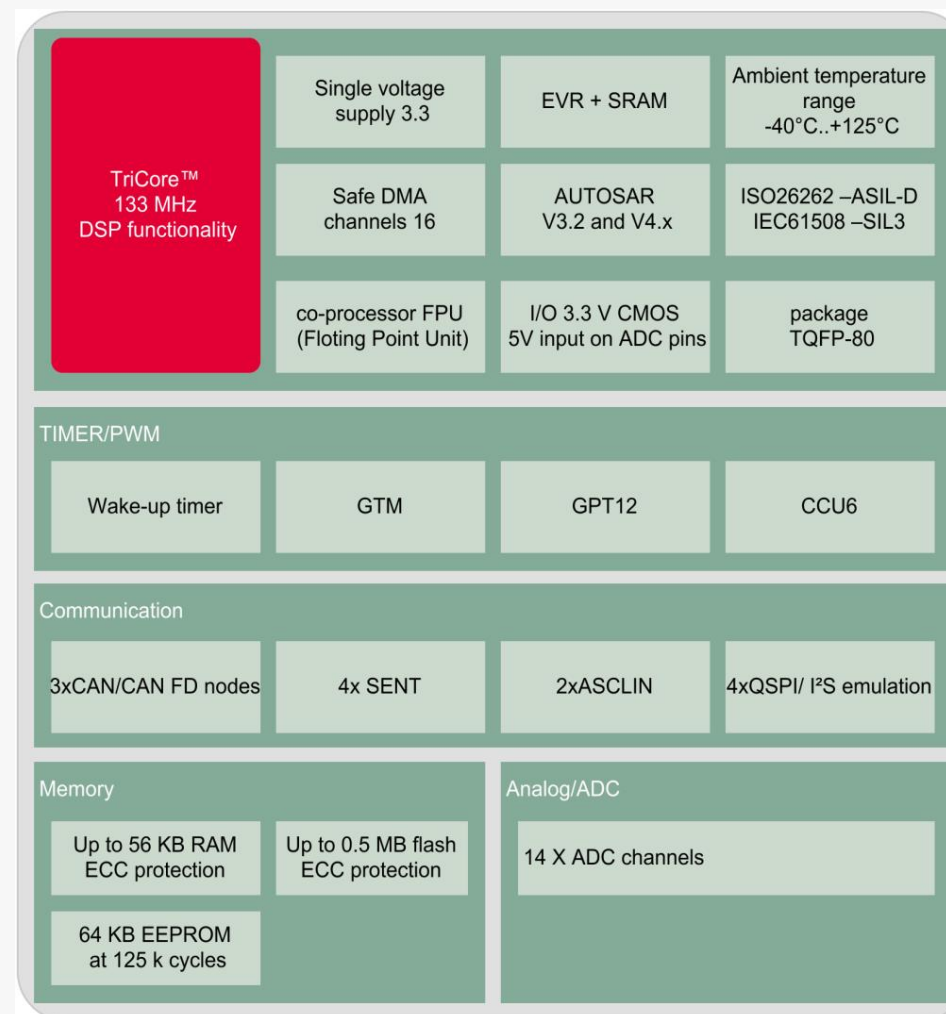 TriCore™
133 MHz
DSP functionality
Single voltage
supply 3.3
EVR + SRAM
Ambient temperature
range
-40°C..+125°C
Safe DMA
channels 16
AUTOSAR
V3.2 and V4.x
ISO26262 –ASIL-D
IEC61508 –SIL3
co-processor FPU
(Floting Point Unit)
I/O 3.3 V CMOS
5V input on ADC pins
package
TQFP-80
TIMER/PWM
Wake-up timer
GTM
GPT12
CCU6
Communication
3xCAN/CAN FD nodes
4x SENT
2xASCLIN
4xQSPI/ I²S emulation
Memory
Up to 56 KB RAM
ECC protection
Up to 0.5 MB flash
ECC protection
64 KB EEPROM
at 125 k cycles
Analog/ADC
14 X ADC channels